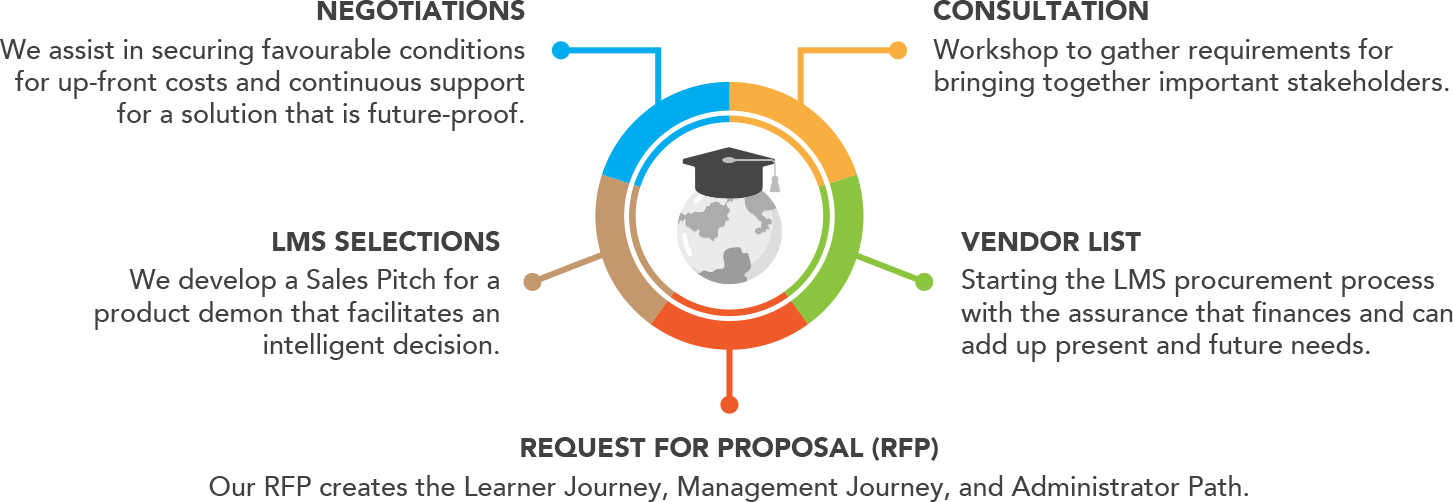 NEGOTIATIONS
We assist in securing favourable conditions
for up-front costs and continuous support
for a solution that is future-proof.
CONSULTATION
Workshop to gather requirements for
bringing together important stakeholders.
LMS SELECTIONS
We develop a Sales Pitch for a
product demon that facilitates an
intelligent decision.
VENDOR LIST
Starting the LMS procurement process
with the assurance that finances and can
add up present and future needs.
REQUEST FOR PROPOSAL (RFP)
Our RFP creates the Learner Journey, Management Journey, and Administrator Path.